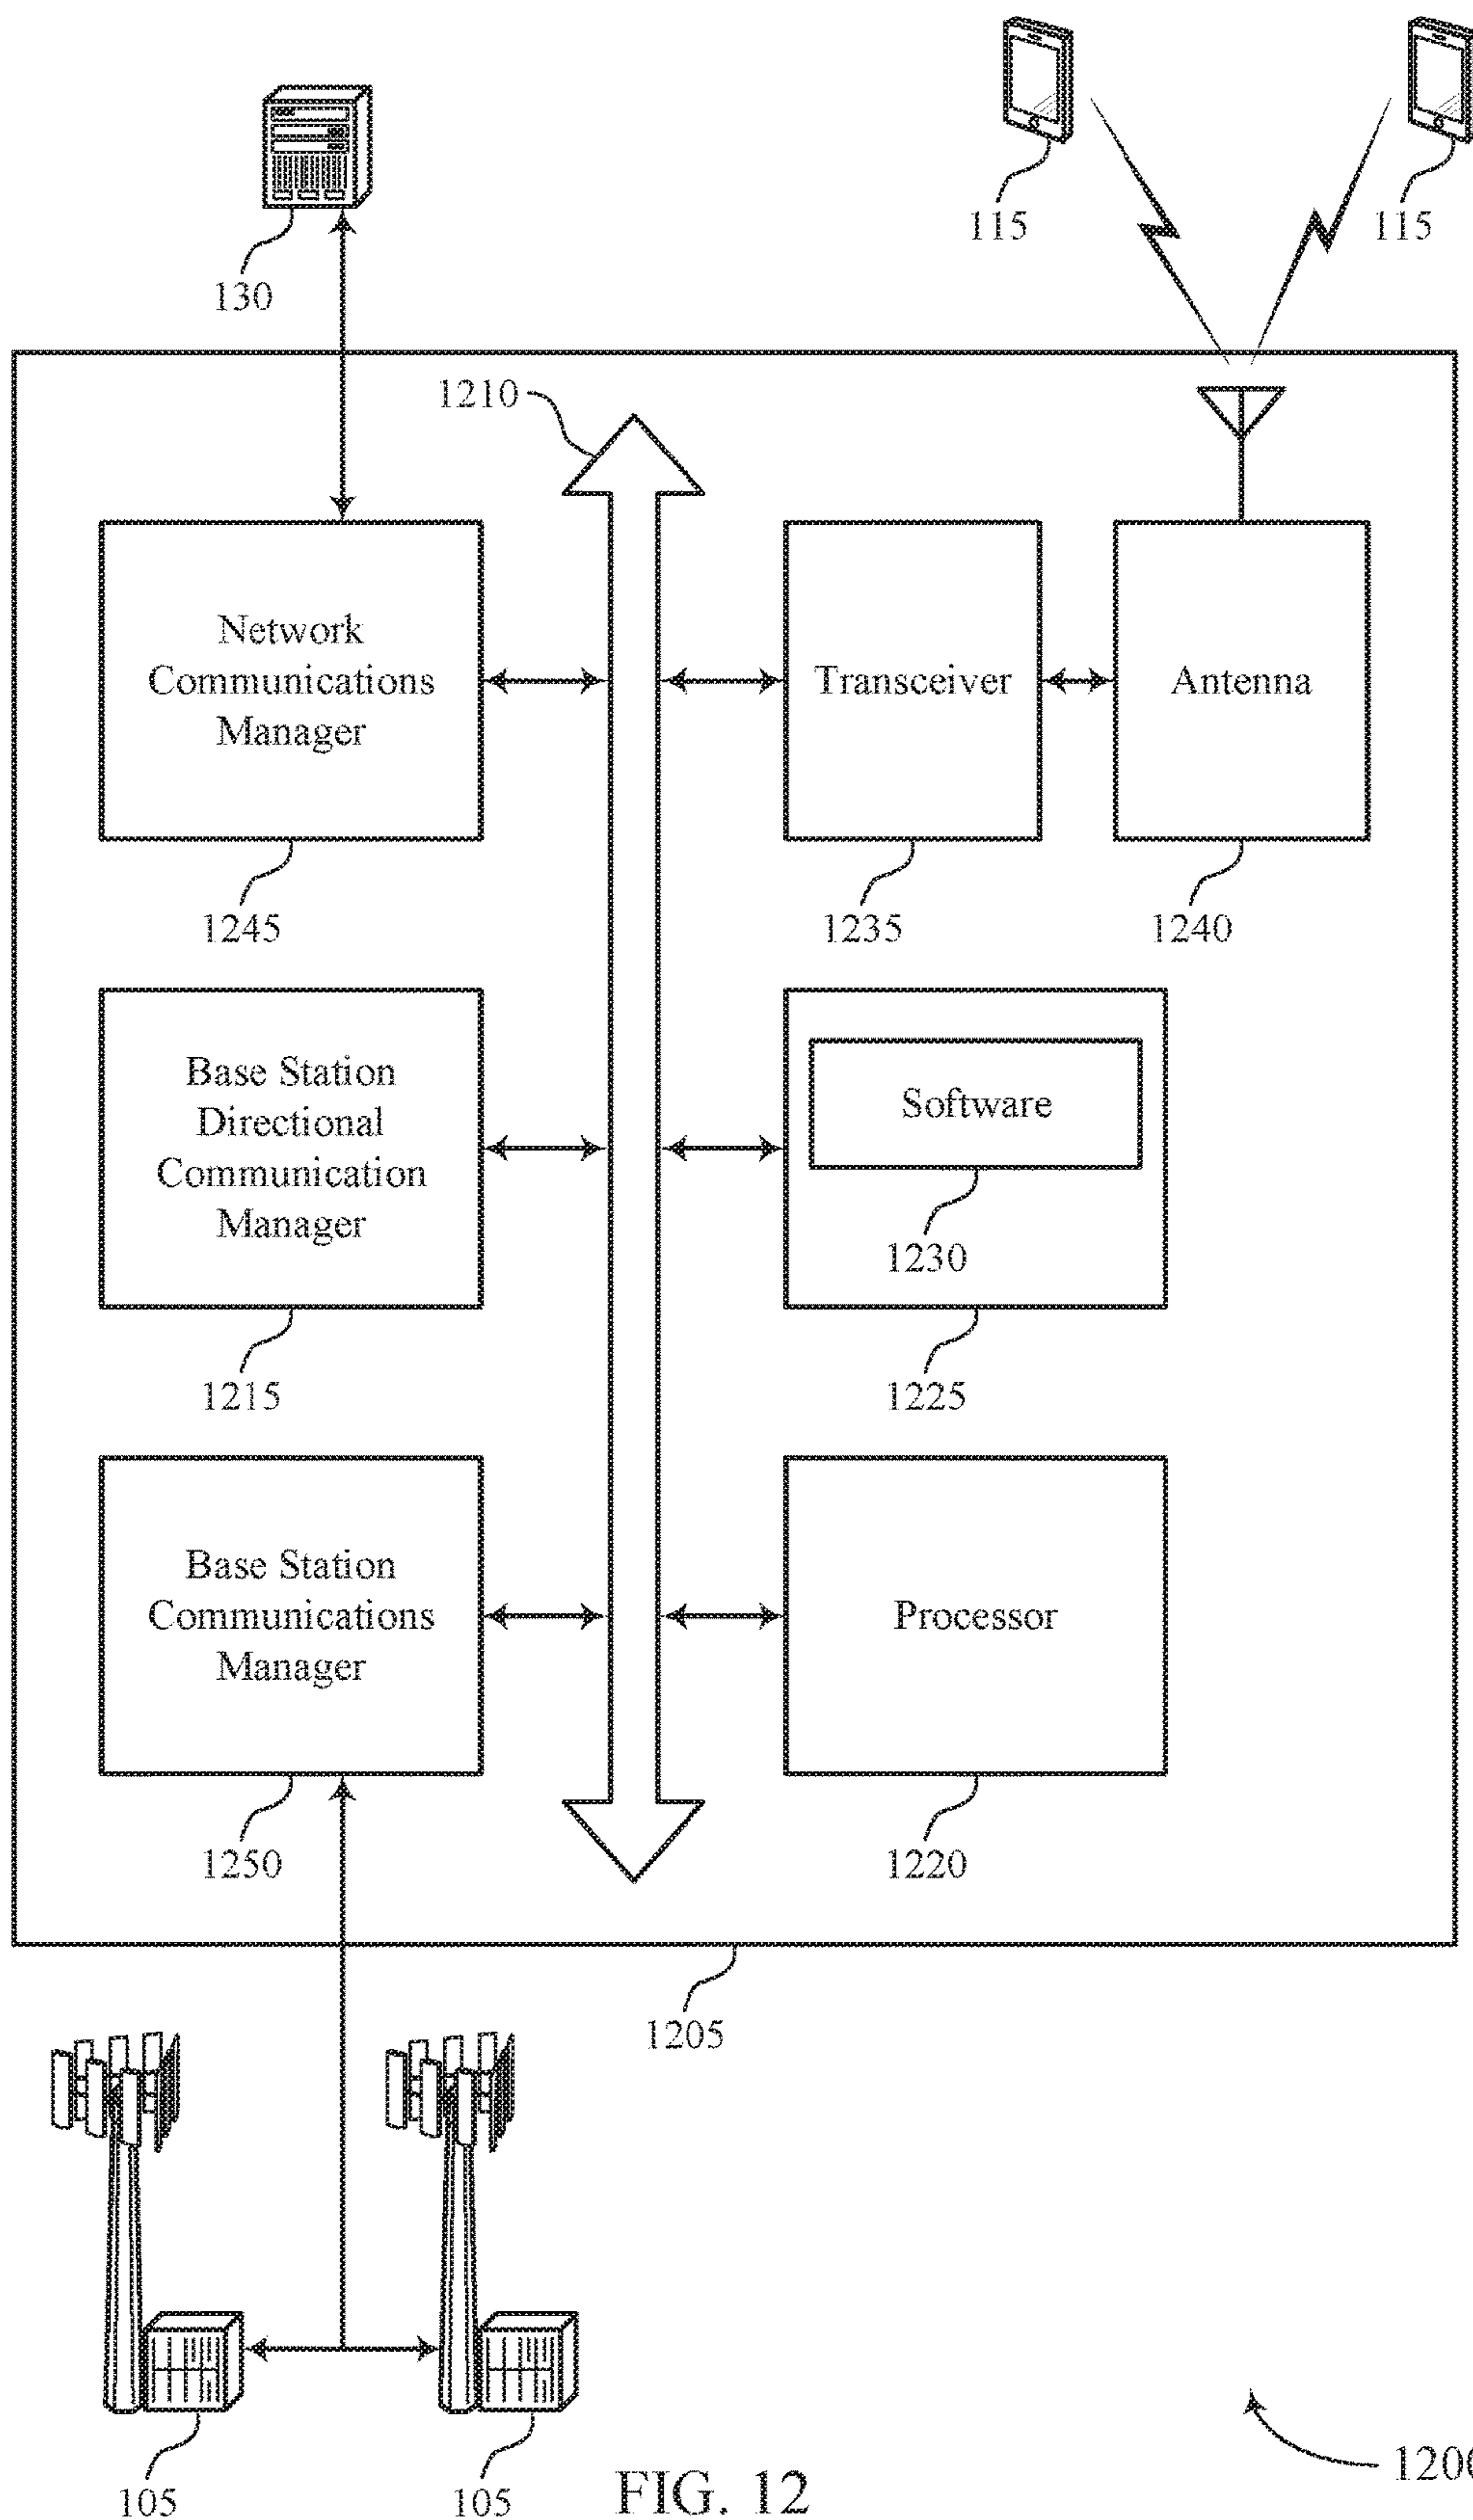 115
115
130
1210
Network
Communications
Manager
Transceiver
Antenna
1245
1235
1240
Base Station
Directional
Communication
Manager
Software
1230
1215
1225
Base Station
Communications
Manager
Processor
1250
1220
1205
105
105
FIG. 12
1200